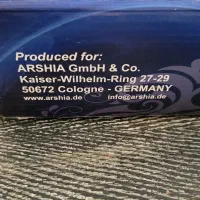 Produced for:
ARSHIA GmbH & Co.
Kaiser-Wilhelm-Ring 27-29
50672 Cologne - GERMANY
www.arshia.de info@arshia.de